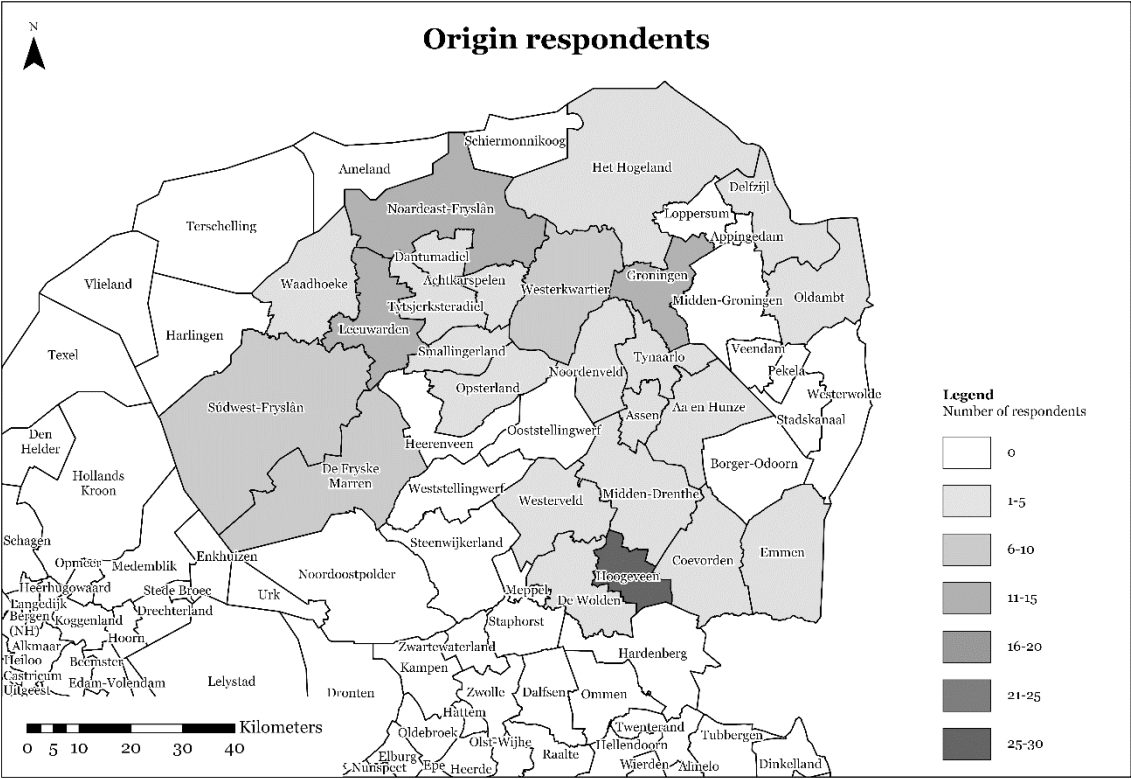 Origin respondents
N
Schiermonnikoog
Ameland
Het Hogeland
Delfzijl
Noardeast-Fryslân
Loppersum
Terschelling
Appingedam
Dantumadiel
Vlieland
Waadhoeke
Achtkarspelen
Westerkwartier
Groningen
Midden-Groningen
Oldambt
Tytsjerksteradiel
Harlingen
Leeuwarden
Texel
Smallingerland
Tynaarlo
Veendam
Noordenveld
Pekela
Opsterland
Westerwolde
Súdwest-Fryslân
Aa en Hunze
Assen
Stadskanaal
Den
Helder
Heerenveen
Ooststellingwerf
Hollands
Kroon
De Fryske
Marren
Borger-Odoorn
Weststellingwerf
Westerveld
Midden-Drenthe
Schagen
Steenwijkerland
Enkhuizen
Emmen
Opmeer
Medemblik
Coevorden
Noordoostpolder
Hoogeveen
Heerhugowaard
Stede Broec
Urk
Meppel
De Wolden
Langedijk
Drechterland
Bergen
(NH)
Koggenland
Staphorst
Hoorn
Alkmaar
Zwartewaterland
Hardenberg
Heiloo
Beemster
Kampen
Castricum
Edam-Volendam
Lelystad
Uitgeest
Dronten
Zwolle
Dalfsen
Ommen
Hattem
Oldebroek
Twenterand
Tubbergen
Olst-Wijhe
Hellendoorn
Raalte
Elburg
Nunspeet
Epe
Heerde
Wierden
Almelo
Dinkelland
Kilometers
0 5 10 20 30 40
Legend
Number of respondents
0
1-5
6-10
11-15
16-20
21-25
25-30